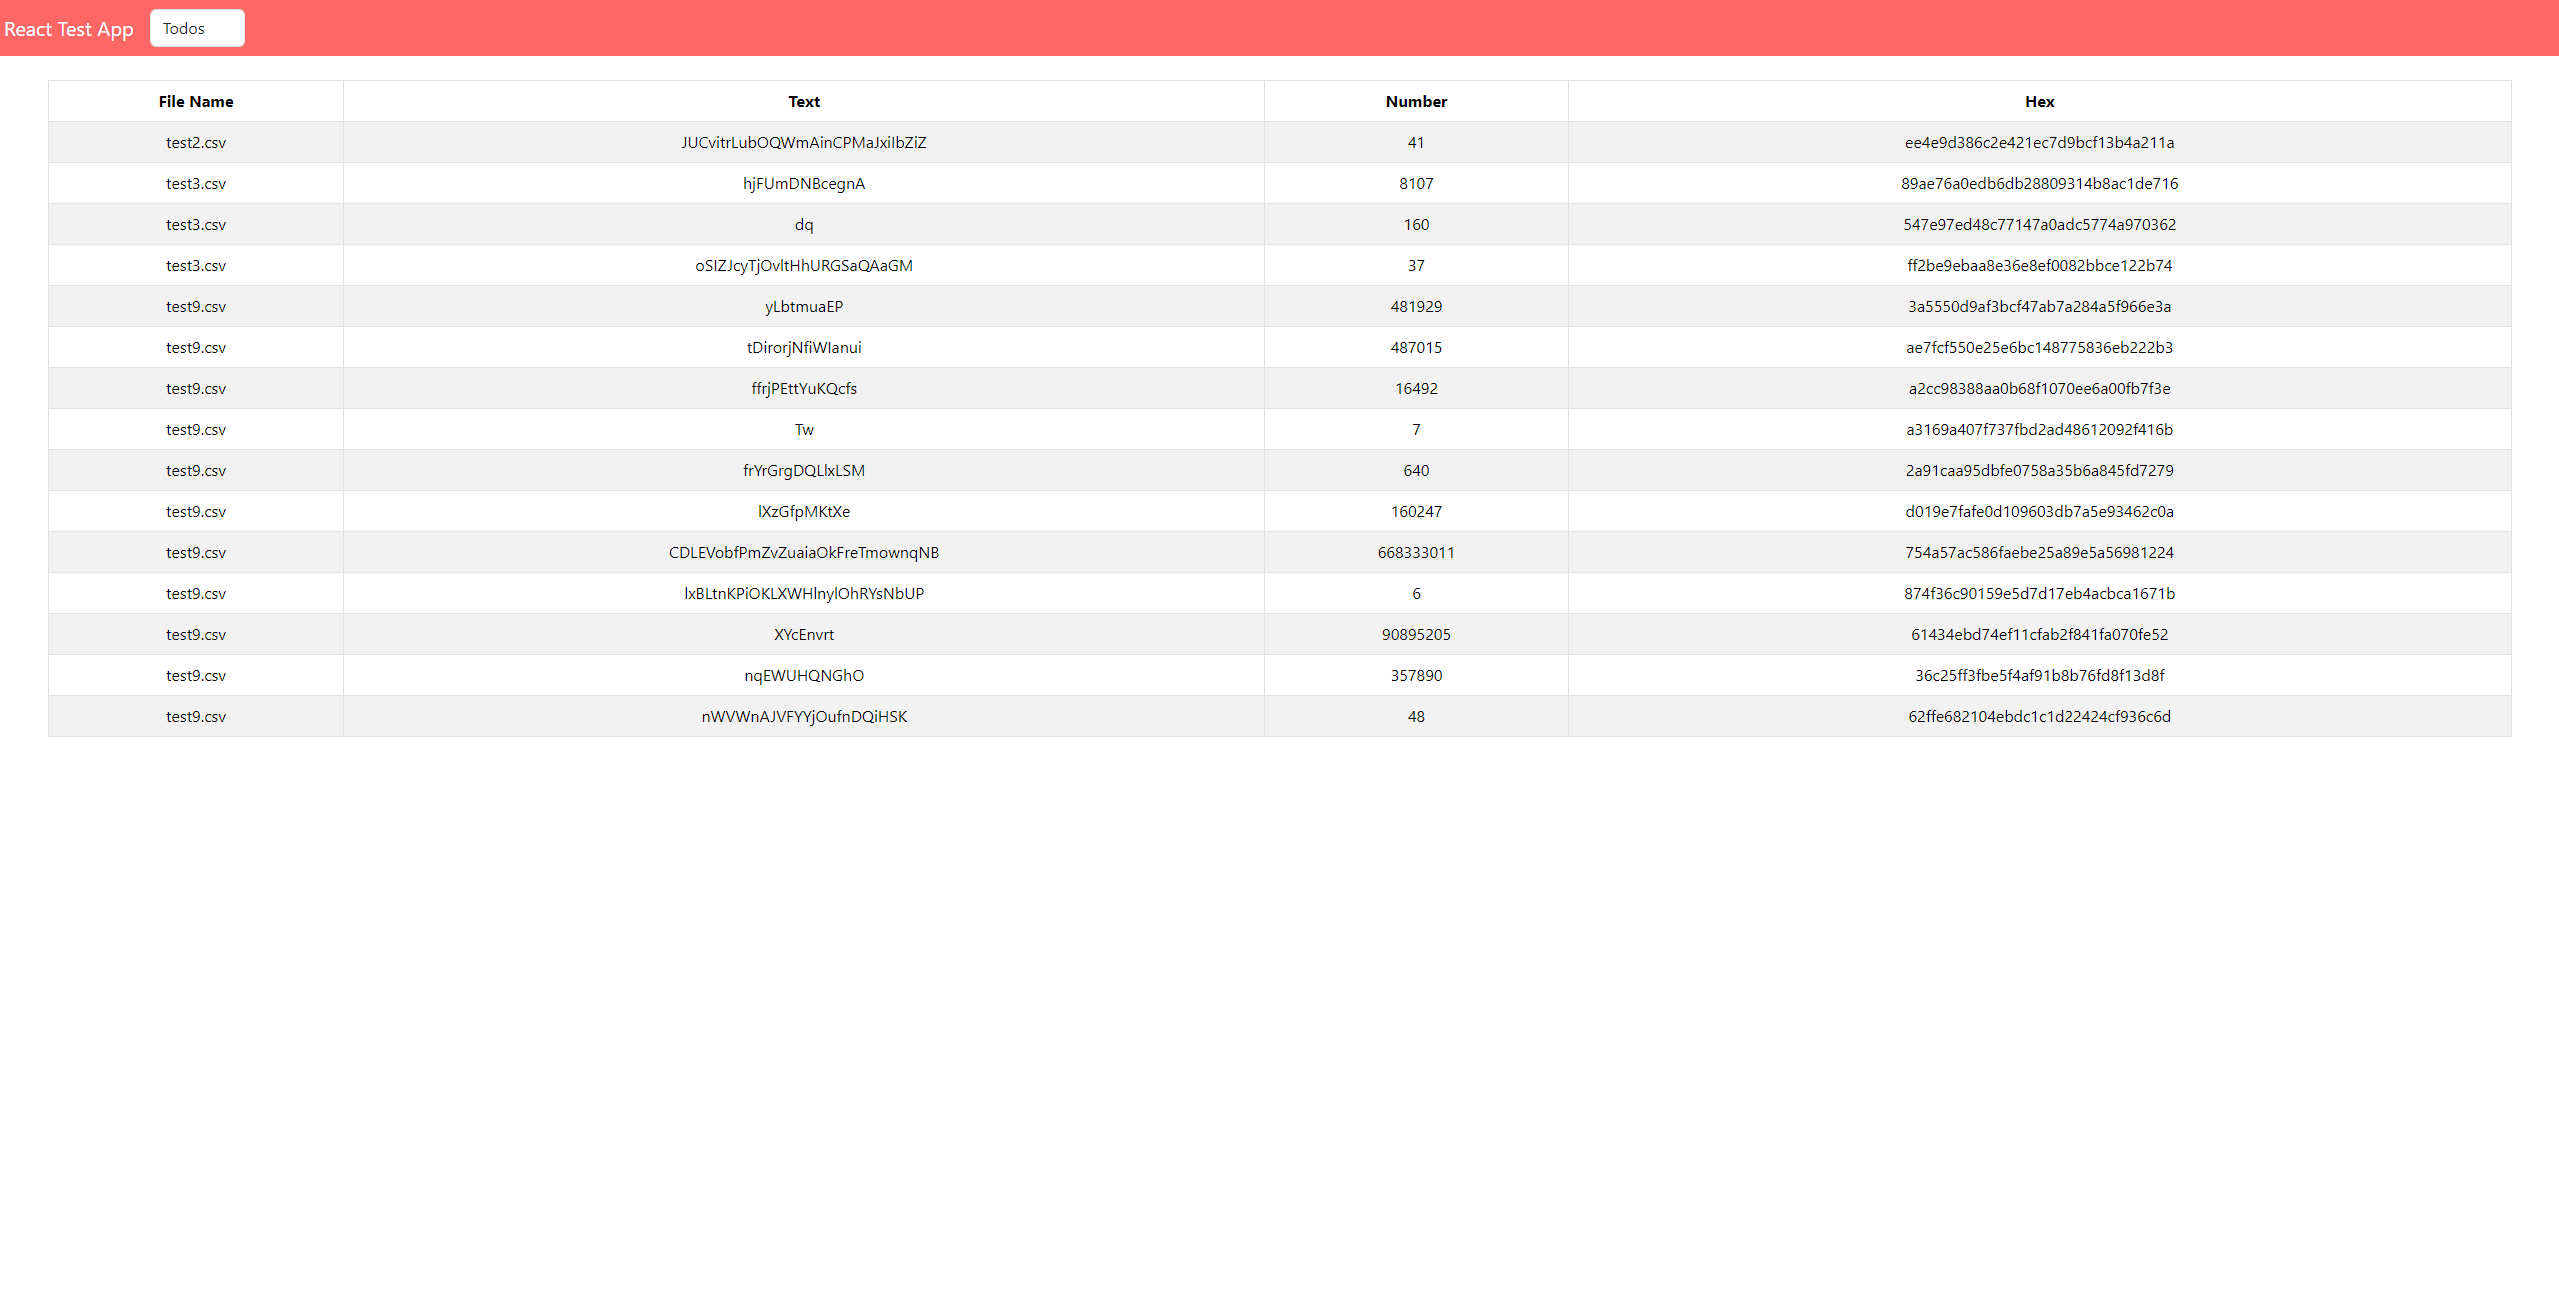 React Test App Todos
File Name Text Number Hex
test2.csv JUCvitrLubOQWmAinCPMaJxiIbZiZ 41 ee4e9d386c2e421ec7d9bcf13b4a211a
test3.csv hjFUmDNBcegnA 8107 89ae76a0edb6db28809314b8ac1de716
test3.csv dq 160 547e97ed48c77147a0adc5774a970362
test3.csv oSIZJcyTjOvltHhURGSaQAaGM 37 ff2be9ebaa8e36e8ef0082bbce122b74
test9.csv yLbtmuaEP 481929 3a5550d9af3bcf47ab7a284a5f966e3a
test9.csv tDirorjNfiWIanui 487015 ae7fcf550e25e6bc148775836eb222b3
test9.csv ffrjPEttYuKQcfs 16492 a2cc98388aa0b68f1070ee6a00fb7f3e
test9.csv Tw 7 a3169a407f737fbd2ad48612092f416b
test9.csv frYrGrgDQLlxLSM 640 2a91caa95dbfe0758a35b6a845fd7279
test9.csv lXzGfpMKtXe 160247 d019e7fafe0d109603db7a5e93462c0a
test9.csv CDLEVobfPmZvZuaiaOkFreTmownqNB 668333011 754a57ac586faebe25a89e5a56981224
test9.csv lxBLtnKPiOKLXWHlnylOhRYsNbUP 6 874f36c90159e5d7d17eb4acbca1671b
test9.csv XYcEnvrt 90895205 61434ebd74ef11cfab2f841fa070fe52
test9.csv nqEWUHQNGhO 357890 36c25ff3fbe5f4af91b8b76fd8f13d8f
test9.csv nWVWnAJVFYYjOufnDQiHSK 48 62ffe682104ebdc1c1d22424cf936c6d